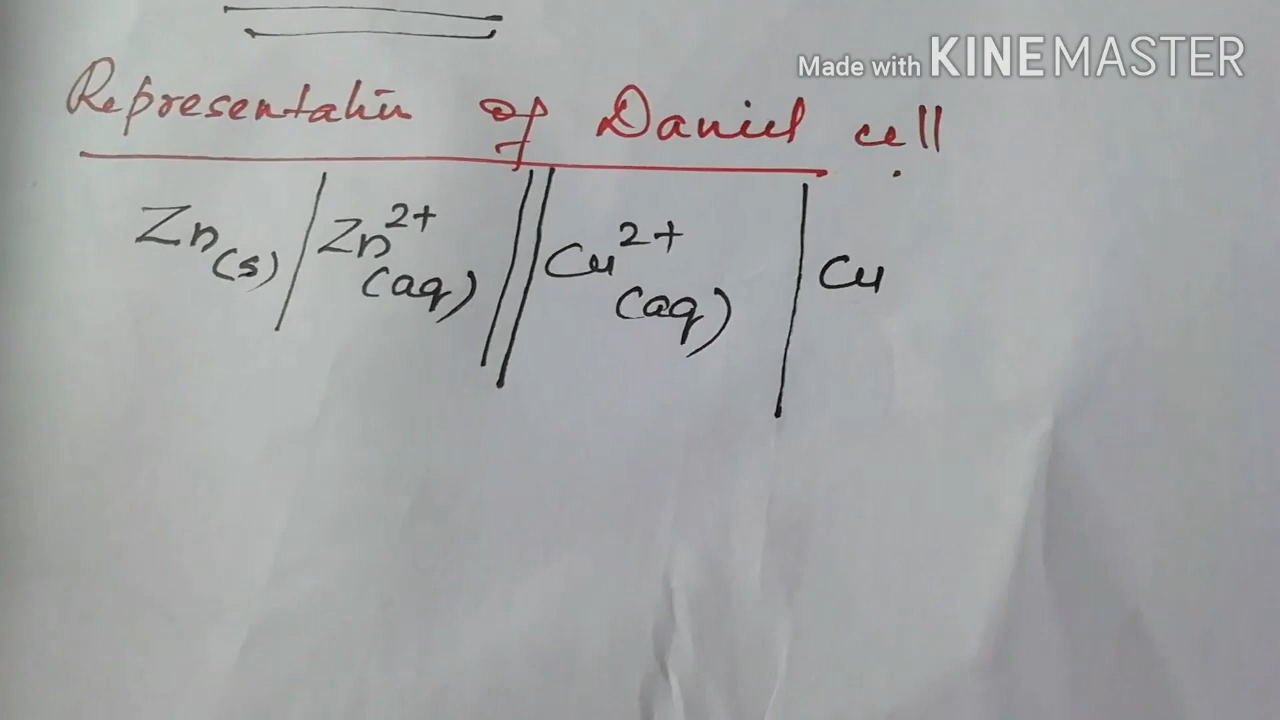 Made with KINEMASTER
Representation of Daniel cell
Zn(s) / Zn²⁺(aq) // Cu²⁺(aq) | Cu